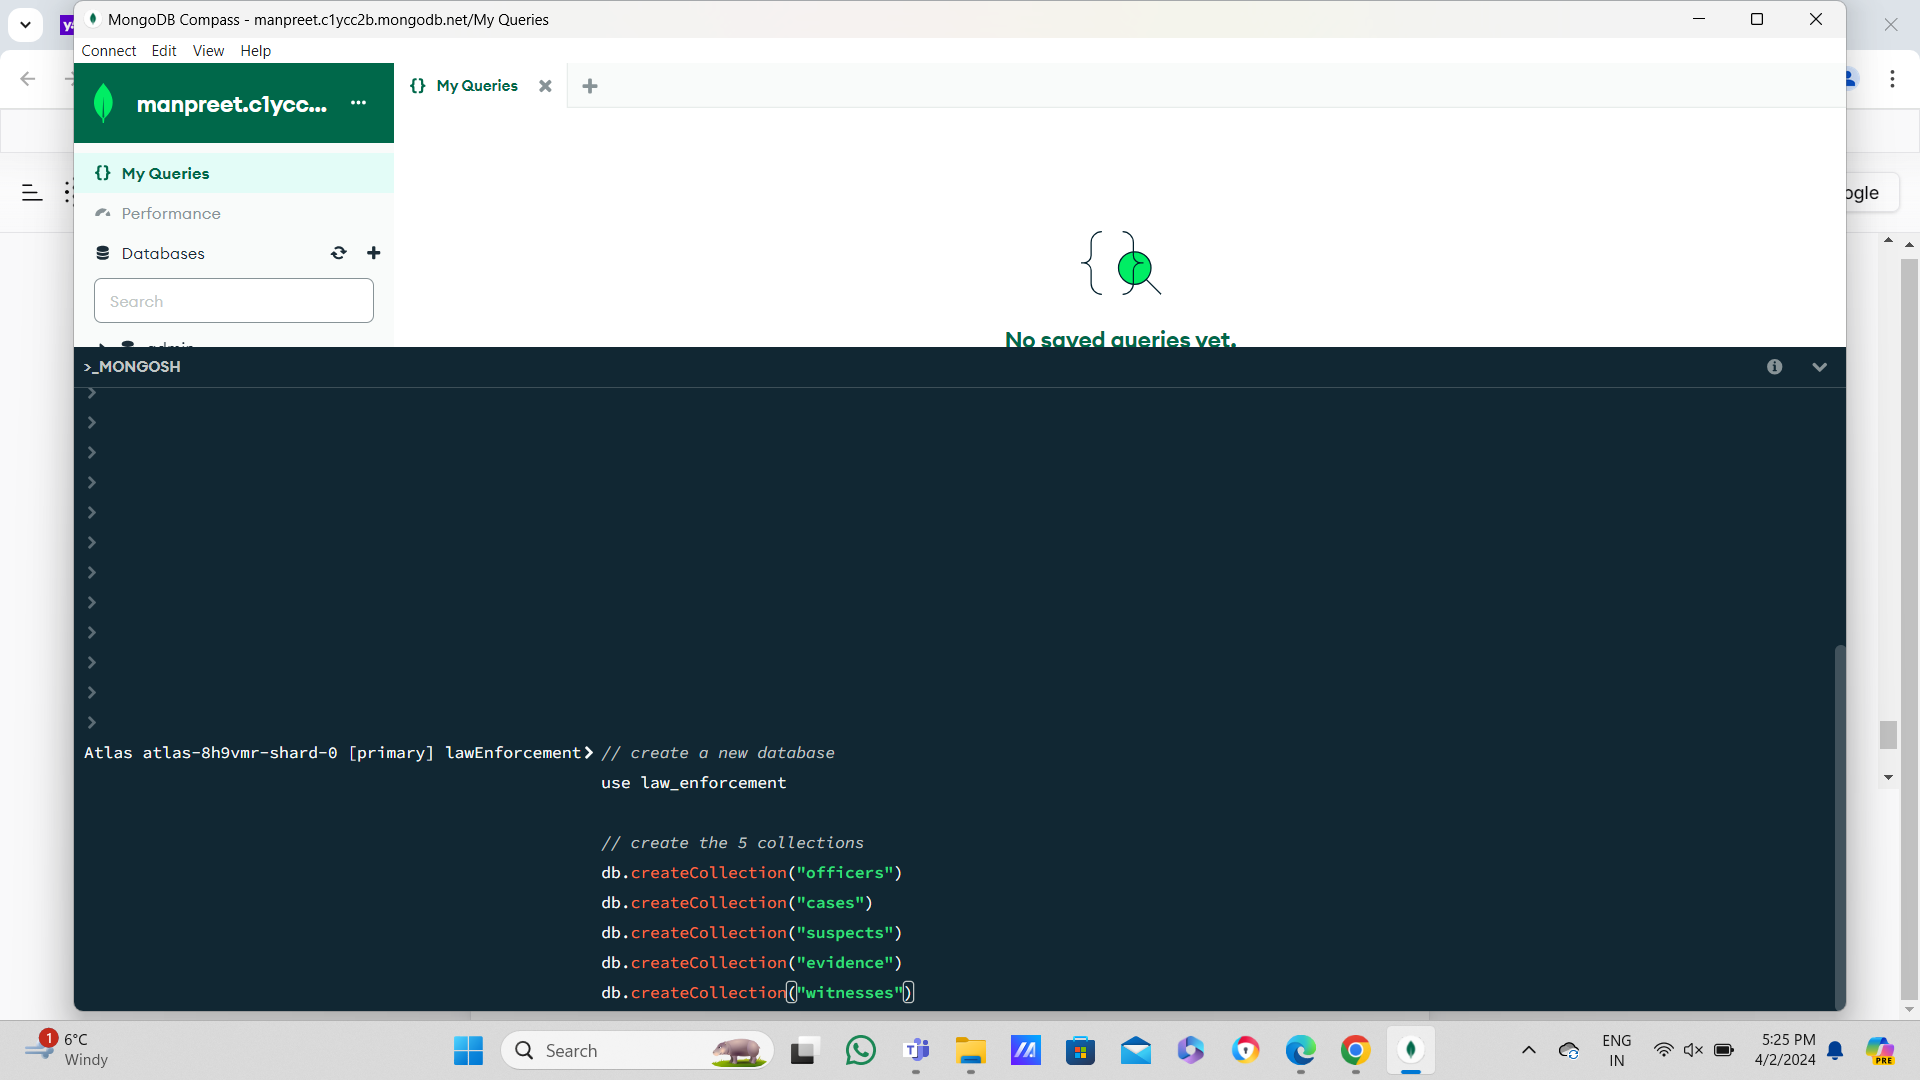 MongoDB Compass - manpreet.c1ycc2b.mongodb.net/My Queries
Connect Edit View Help
manpreet.c1ycc... ...
{} My Queries
{} My Queries
Performance
Databases
Search
admin
No saved queries yet.
ogle
>_MONGOSH
>
>
>
>
>
>
>
>
>
>
>
>
Atlas atlas-8h9vmr-shard-0 [primary] lawEnforcement> // create a new database
use law_enforcement
// create the 5 collections
db.createCollection("officers")
db.createCollection("cases")
db.createCollection("suspects")
db.createCollection("evidence")
db.createCollection("witnesses")
1
6°C
Windy
Search
PRE
ENG
IN
5:25 PM
4/2/2024